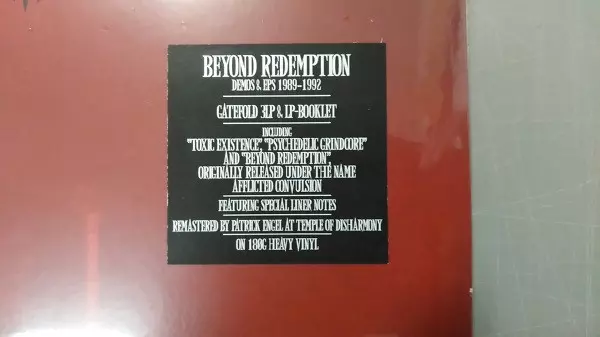 BEYOND REDEMPTION
DEMOS & EPS 1989-1992
GATEFOLD 3LP & LP-BOOKLET
INCLUDING
"TOXIC EXISTENCE", "PSYCHEDELIC GRINDCORE"
AND "BEYOND REDEMPTION",
ORIGINALLY RELEASED UNDER THE NAME
AFFLICTED CONVULSION
FEATURING SPECIAL LINER NOTES
REMASTERED BY PATRICK ENGEL AT TEMPLE OF DISHARMONY
ON 180G HEAVY VINYL